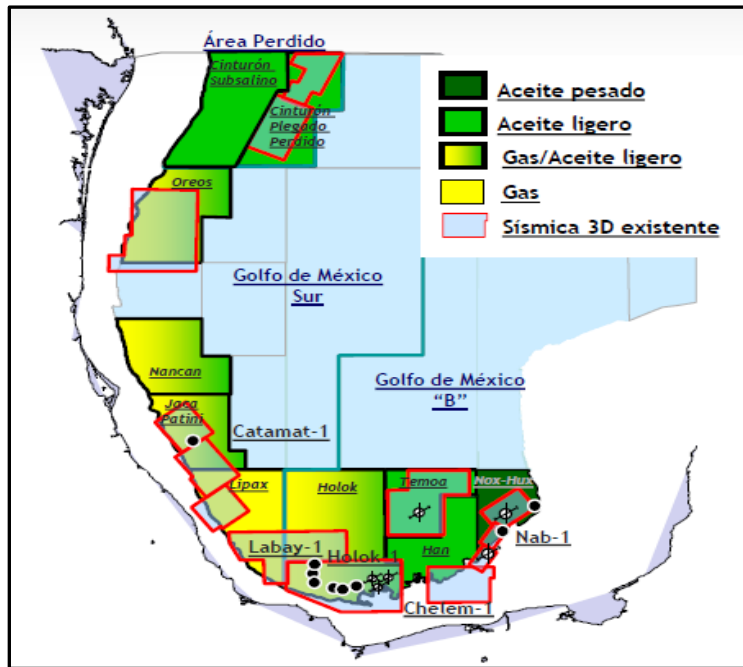 Área Perdido
Cinturón
Subsalino
Cinturón
Plegado
Perdido
Aceite pesado
Aceite ligero
Gas/Aceite ligero
Gas
Sísmica 3D existente
Oreos
Golfo de México
Sur
Nancan
Golfo de México
"B"
Jaca
Patini
Catamat-1
Lipax
Holok
Temoa
Nox-Hux
Nab-1
Labay-1
Holok-1
Han
Chelem-1